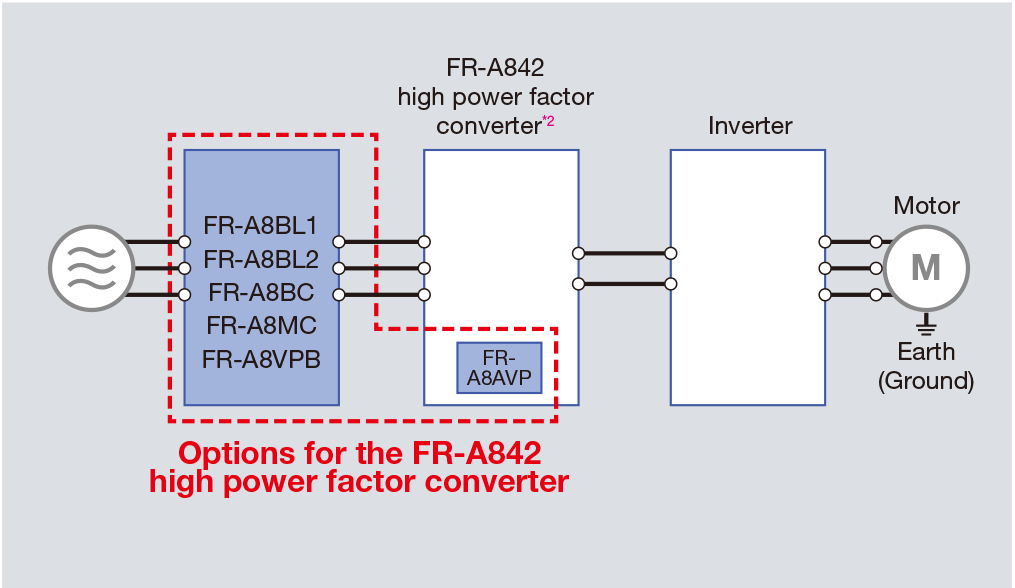 FR-A842
high power factor
converter*2
Inverter
Motor
FR-A8BL1
FR-A8BL2
FR-A8BC
FR-A8MC
FR-A8VPB
FR-
A8AVP
M
Earth
(Ground)
Options for the FR-A842
high power factor converter